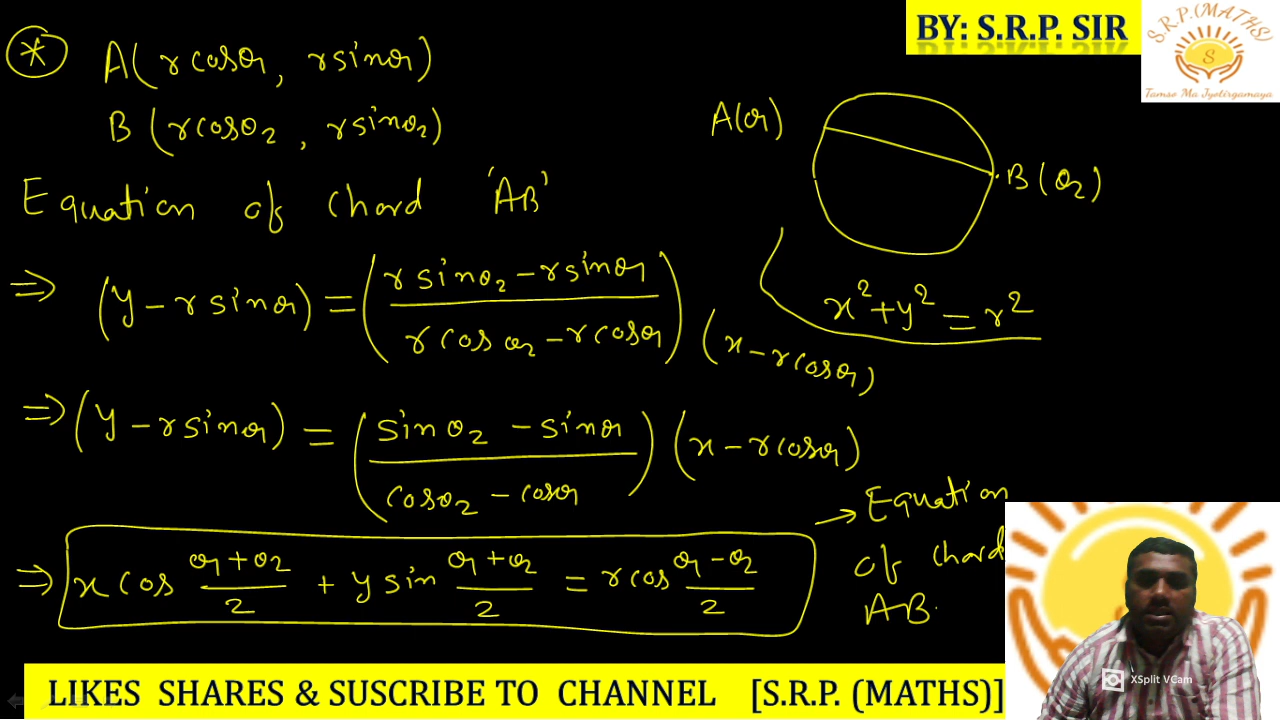 * A(r cosθ1, r sinθ1)
B(r cosθ2, r sinθ2)
Equation of chord 'AB'
⇒ (y – r sinθ1) = (r sinθ2 – r sinθ1 / r cosθ2 – r cosθ1) (x – r cosθ1)
⇒ (y – r sinθ1) = (sinθ2 – sinθ1 / cosθ2 – cosθ1) (x – r cosθ1)
⇒ x cos θ1+θ2/2 + y sin θ1+θ2/2 = r cos θ1–θ2/2
→ Equation
of chord
AB.
A(θ1)
B(θ2)
x²+y² = r²
BY: S.R.P. SIR
S.R.P.(MATHS)
S
Tamso Ma Jyotirgamaya
LIKES SHARES & SUSCRIBE TO CHANNEL [S.R.P. (MATHS)]
XSplit VCam